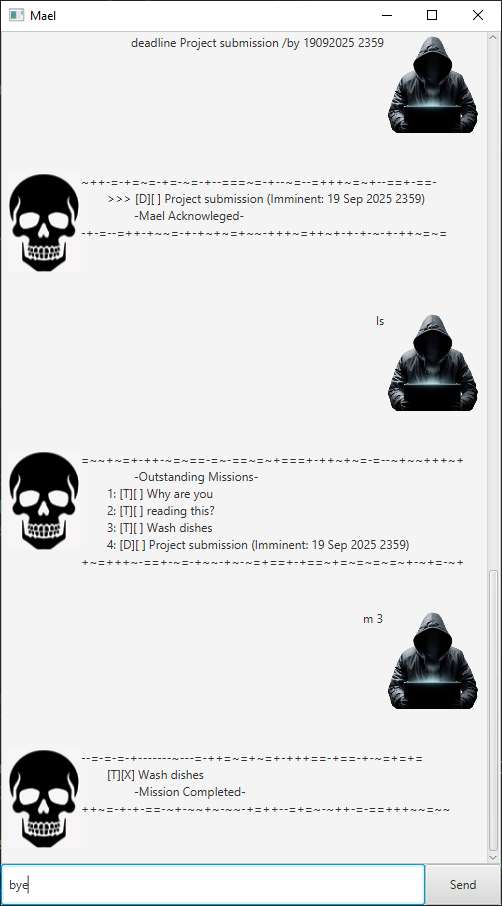 Mael
deadline Project submission /by 19092025 2359
~++-=-+=~=-+=-~=-+--===~=-+--~=--=+++~=~+--==+-==-
>>> [D][ ] Project submission (Imminent: 19 Sep 2025 2359)
-Mael Acknowleged-
-+-=--=++-+~~=-+-+~+~=+~~-+++~=++~+-+-+-~-+-++~=~=
ls
=~~+~=+-++-~=~==-=~-==~=~+===+-++~+~=-=--~+~~+++~+
-Outstanding Missions-
1: [T][ ] Why are you
2: [T][ ] reading this?
3: [T][ ] Wash dishes
4: [D][ ] Project submission (Imminent: 19 Sep 2025 2359)
+~=+++~-==+-~=-+~~-+~-~=+==+-+==~+=~=~=~=~+-~+=-~+
m 3
--=-=-=-+-------~---=-++=~=+~=+-+++==-+==-+-~=+=+=
[T][X] Wash dishes
-Mission Completed-
++~=-+-+-==-~+-~~+~-~~-+=++--=+=~-~++-=-==+++~~=~~
bye
Send